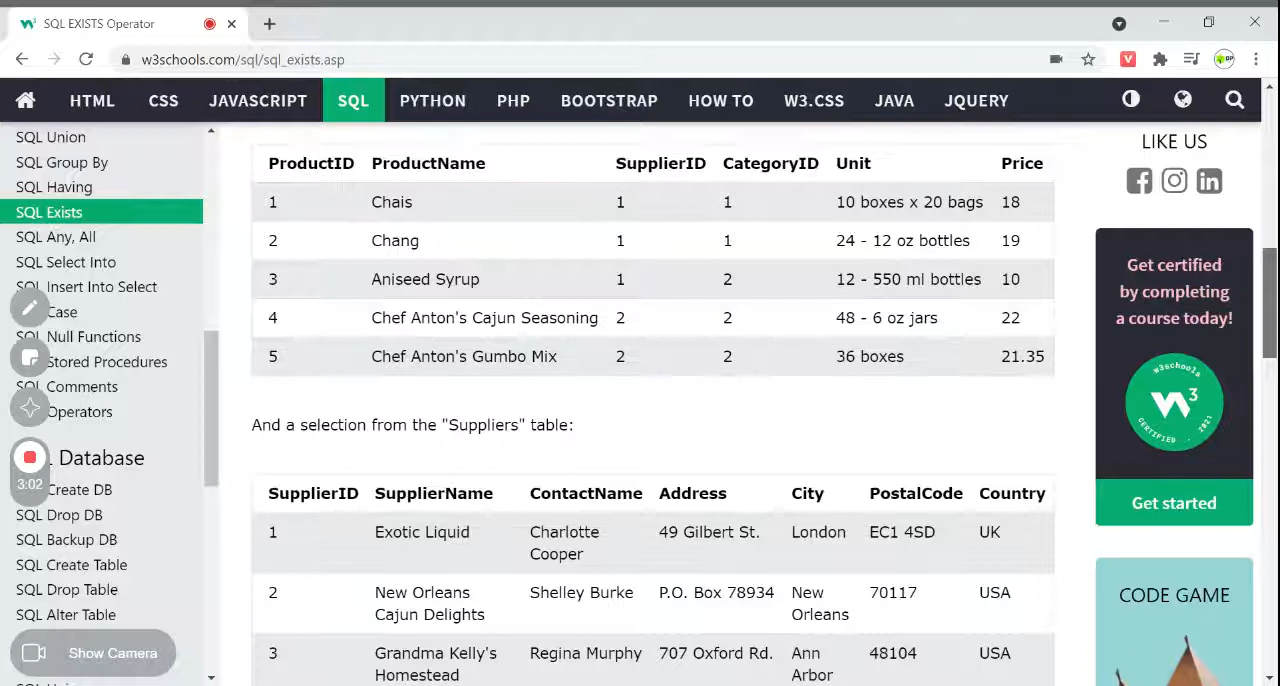 SQL EXISTS Operator
w3schools.com/sql/sql_exists.asp
HTML CSS JAVASCRIPT SQL PYTHON PHP BOOTSTRAP HOW TO W3.CSS JAVA JQUERY
SQL Union
SQL Group By
SQL Having
SQL Exists
SQL Any, All
SQL Select Into
SQL Insert Into Select
Case
SQL Null Functions
Stored Procedures
SQL Comments
Operators
3:02
Database
Create DB
SQL Drop DB
SQL Backup DB
SQL Create Table
SQL Drop Table
SQL Alter Table
Show Camera
ProductID ProductName SupplierID CategoryID Unit Price
1 Chais 1 1 10 boxes x 20 bags 18
2 Chang 1 1 24 - 12 oz bottles 19
3 Aniseed Syrup 1 2 12 - 550 ml bottles 10
4 Chef Anton's Cajun Seasoning 2 2 48 - 6 oz jars 22
5 Chef Anton's Gumbo Mix 2 2 36 boxes 21.35
And a selection from the "Suppliers" table:
SupplierID SupplierName ContactName Address City PostalCode Country
1 Exotic Liquid Charlotte Cooper 49 Gilbert St. London EC1 4SD UK
2 New Orleans Cajun Delights Shelley Burke P.O. Box 78934 New Orleans 70117 USA
3 Grandma Kelly's Homestead Regina Murphy 707 Oxford Rd. Ann Arbor 48104 USA
LIKE US
Get certified
by completing
a course today!
w3schools
CERTIFIED . 2021
Get started
CODE GAME